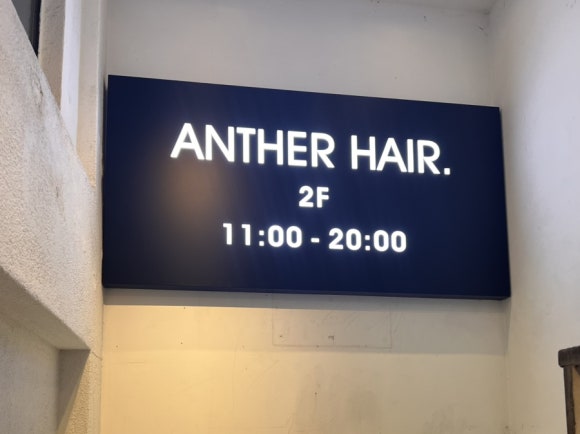 ANTHER HAIR.
2F
11:00 - 20:00